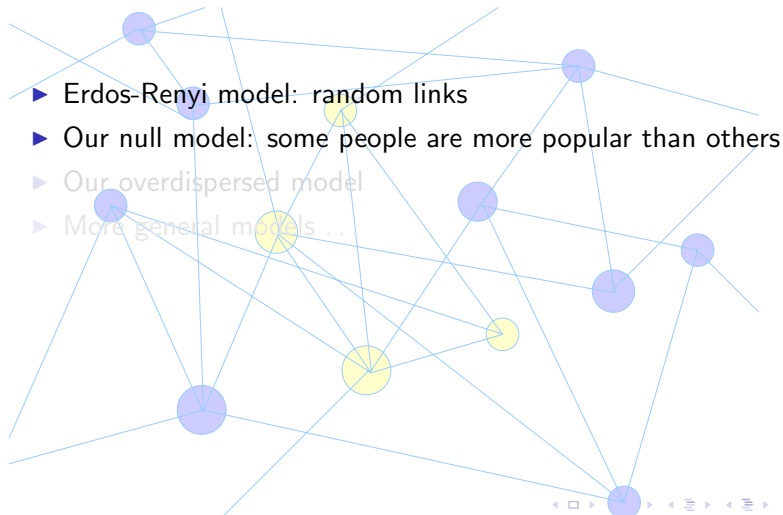 Erdos-Renyi model: random links
Our null model: some people are more popular than others
Our overdispersed model
More general models . . .